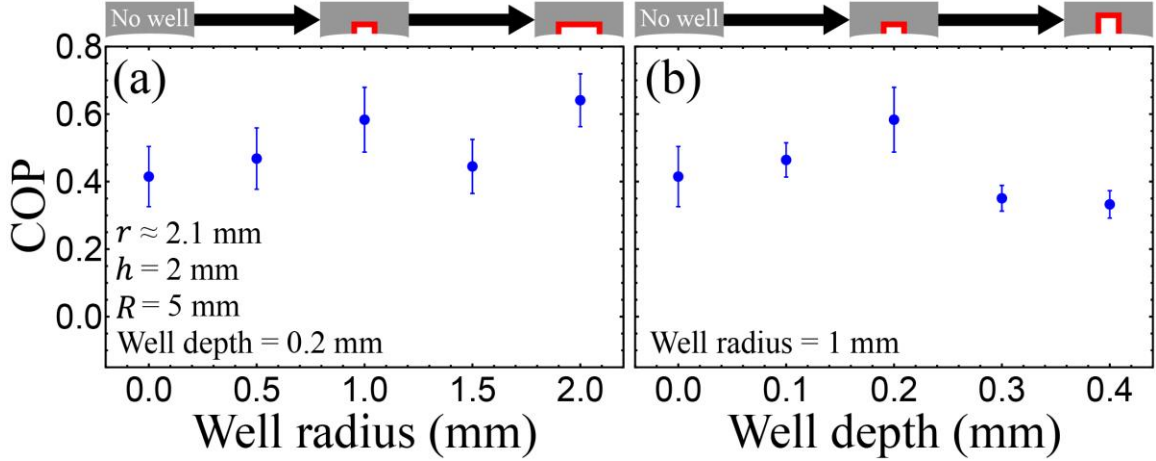 No well
No well
(a)
(b)
COP
0.8
0.6
0.4
0.2
0.0
r ≈ 2.1 mm
h = 2 mm
R = 5 mm
Well depth = 0.2 mm
Well radius = 1 mm
0.0 0.5 1.0 1.5 2.0
0.0 0.1 0.2 0.3 0.4
Well radius (mm)
Well depth (mm)